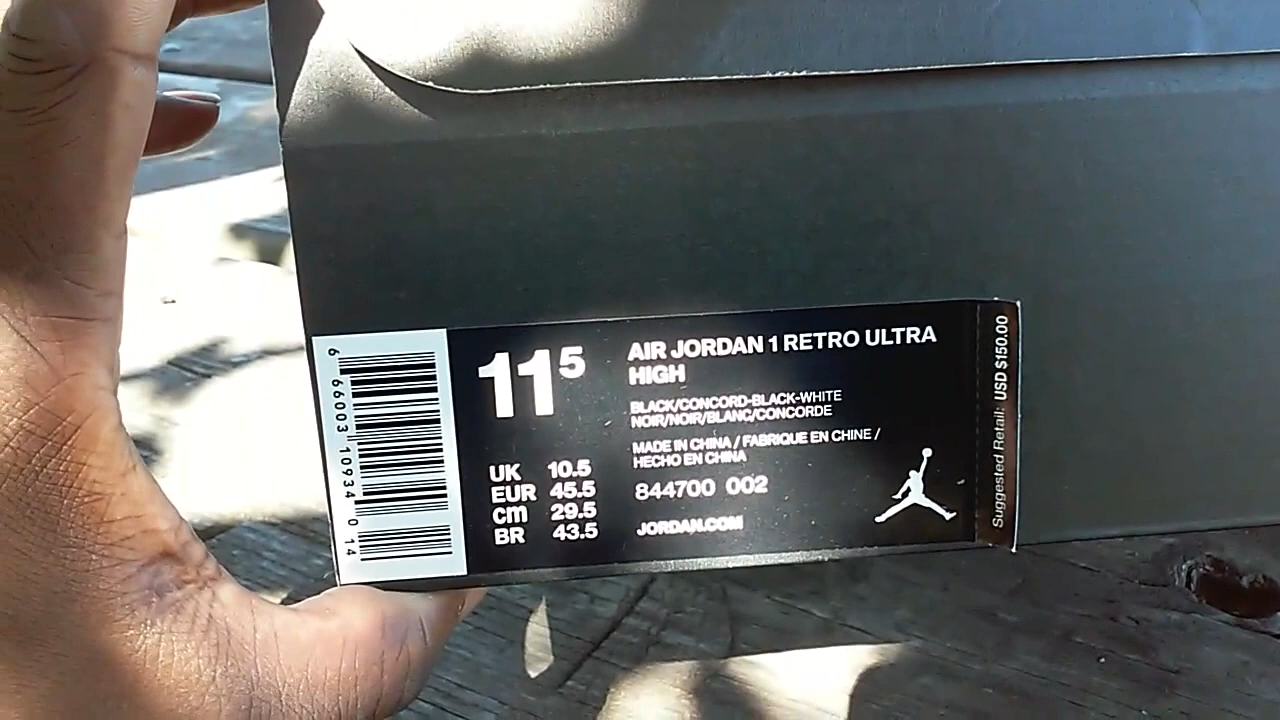 6 66003 10934 0 14
11 5
UK 10.5
EUR 45.5
cm 29.5
BR 43.5
AIR JORDAN 1 RETRO ULTRA
HIGH
BLACK/CONCORD-BLACK-WHITE
NOIR/NOIR/BLANC/CONCORDE
MADE IN CHINA / FABRIQUE EN CHINE /
HECHO EN CHINA
844700 002
JORDAN.COM
Suggested Retail: USD $150.00